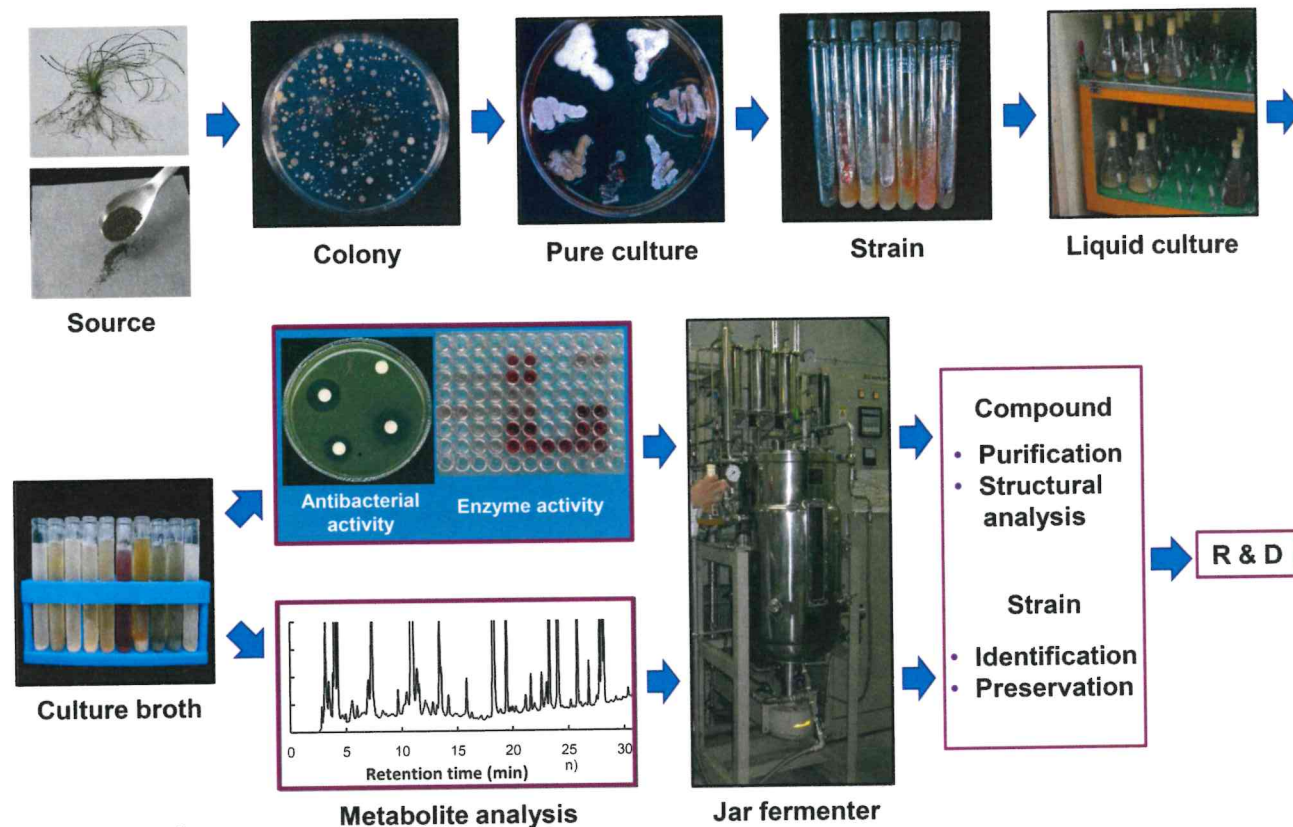 Source
Colony
Pure culture
Strain
Liquid culture
Culture broth
Antibacterial
activity
Enzyme activity
0 5 10 15 20 25 30
Retention time (min)
n)
Metabolite analysis
Jar fermenter
Compound
• Purification
• Structural
analysis
Strain
• Identification
• Preservation
R & D